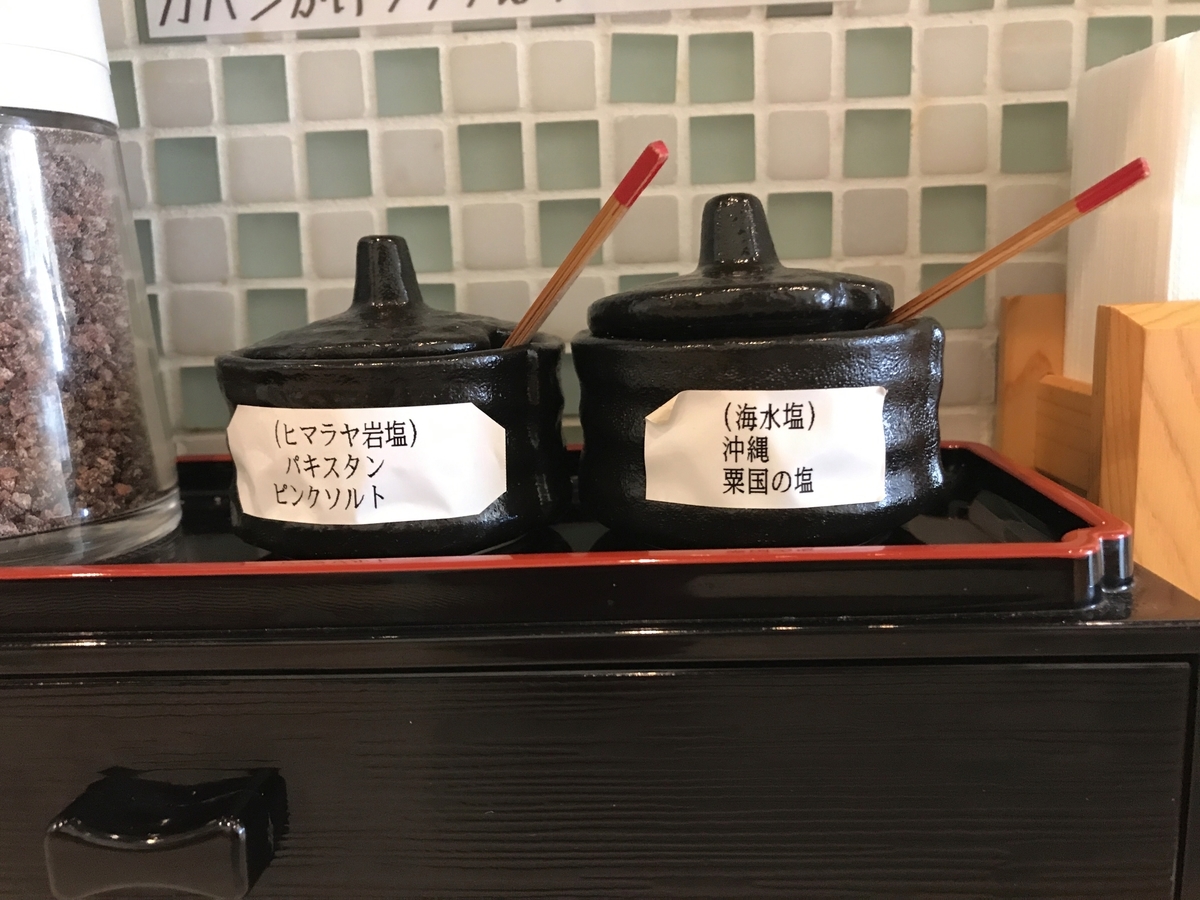 (ヒマラヤ岩塩)
パキスタン
ピンクソルト
(海水塩)
沖縄
粟国の塩